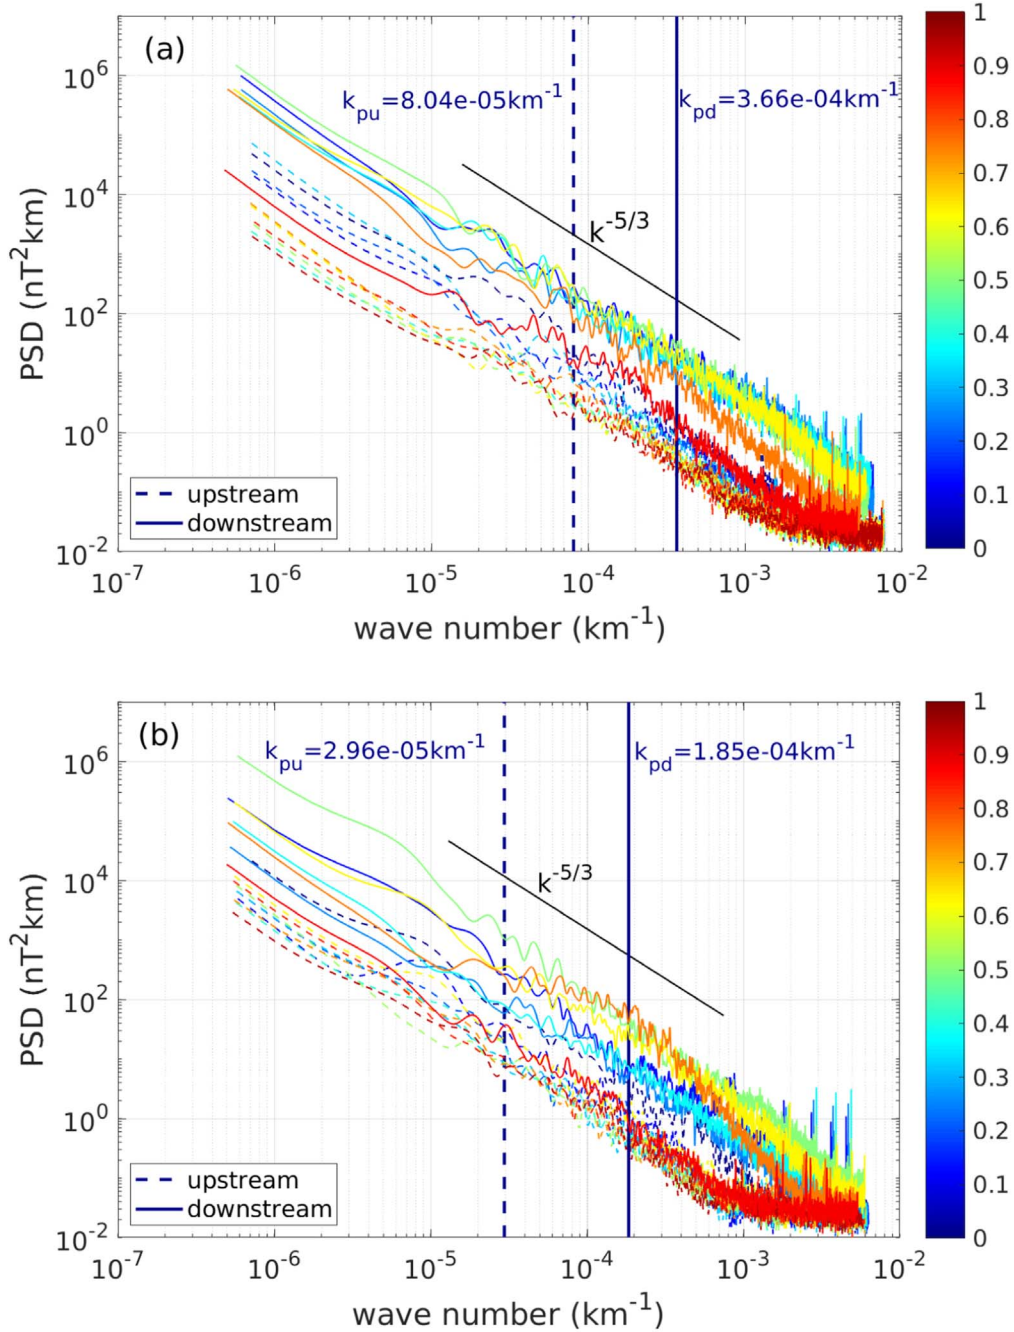 (a)
k_pu=8.04e-05km^-1
k_pd=3.66e-04km^-1
k^-5/3
PSD (nT^2km)
10^6
10^4
10^2
10^0
10^-2
upstream
downstream
10^-7 10^-6 10^-5 10^-4 10^-3 10^-2
wave number (km^-1)
1
0.9
0.8
0.7
0.6
0.5
0.4
0.3
0.2
0.1
0
(b)
k_pu=2.96e-05km^-1
k_pd=1.85e-04km^-1
k^-5/3
PSD (nT^2km)
10^6
10^4
10^2
10^0
10^-2
upstream
downstream
10^-7 10^-6 10^-5 10^-4 10^-3 10^-2
wave number (km^-1)
1
0.9
0.8
0.7
0.6
0.5
0.4
0.3
0.2
0.1
0